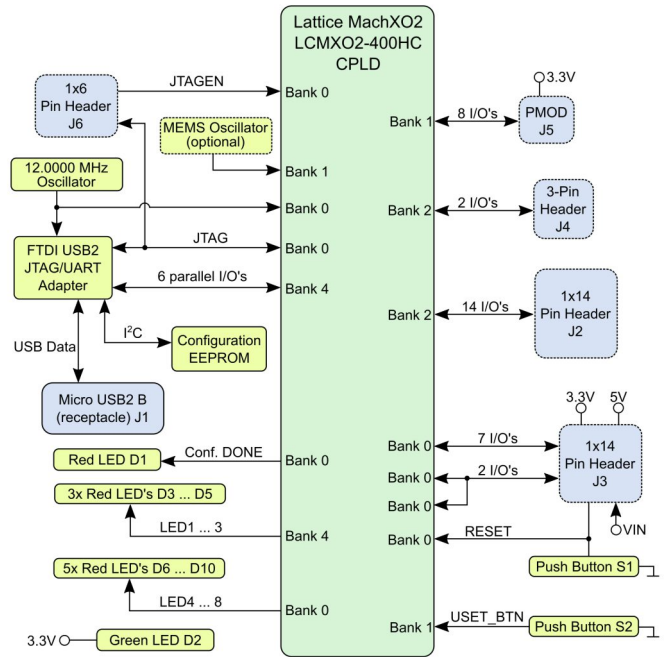 Lattice MachXO2
LCMXO2-400HC
CPLD
1x6
Pin Header
J6
JTAGEN
Bank 0
MEMS Oscillator
(optional)
Bank 1
12.0000 MHz
Oscillator
Bank 0
JTAG
Bank 0
FTDI USB2
JTAG/UART
Adapter
6 parallel I/O's
Bank 4
USB Data
I²C
Configuration
EEPROM
Micro USB2 B
(receptacle) J1
Red LED D1
Conf. DONE
Bank 0
3x Red LED's D3 ... D5
LED1 ... 3
Bank 4
5x Red LED's D6 ... D10
LED4 ... 8
Bank 0
3.3V
Green LED D2
3.3V
Bank 1
8 I/O's
PMOD
J5
Bank 2
2 I/O's
3-Pin
Header
J4
Bank 2
14 I/O's
1x14
Pin Header
J2
3.3V
5V
Bank 0
7 I/O's
1x14
Pin Header
J3
Bank 0
2 I/O's
Bank 0
VIN
Bank 0
RESET
Push Button S1
Bank 1
USET_BTN
Push Button S2